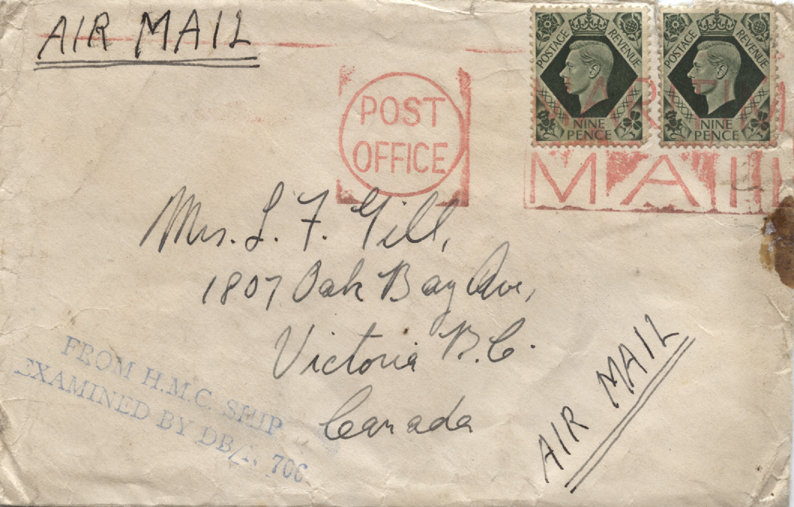 AIR MAIL
POSTAGE REVENUE
NINE PENCE
POSTAGE REVENUE
NINE PENCE
POST
OFFICE
MAIL
Mrs. L. F. Gill,
1807 Oak Bay Ave,
Victoria B.C.
Canada
AIR MAIL
FROM H.M.C. SHIP
EXAMINED BY DB/ 706